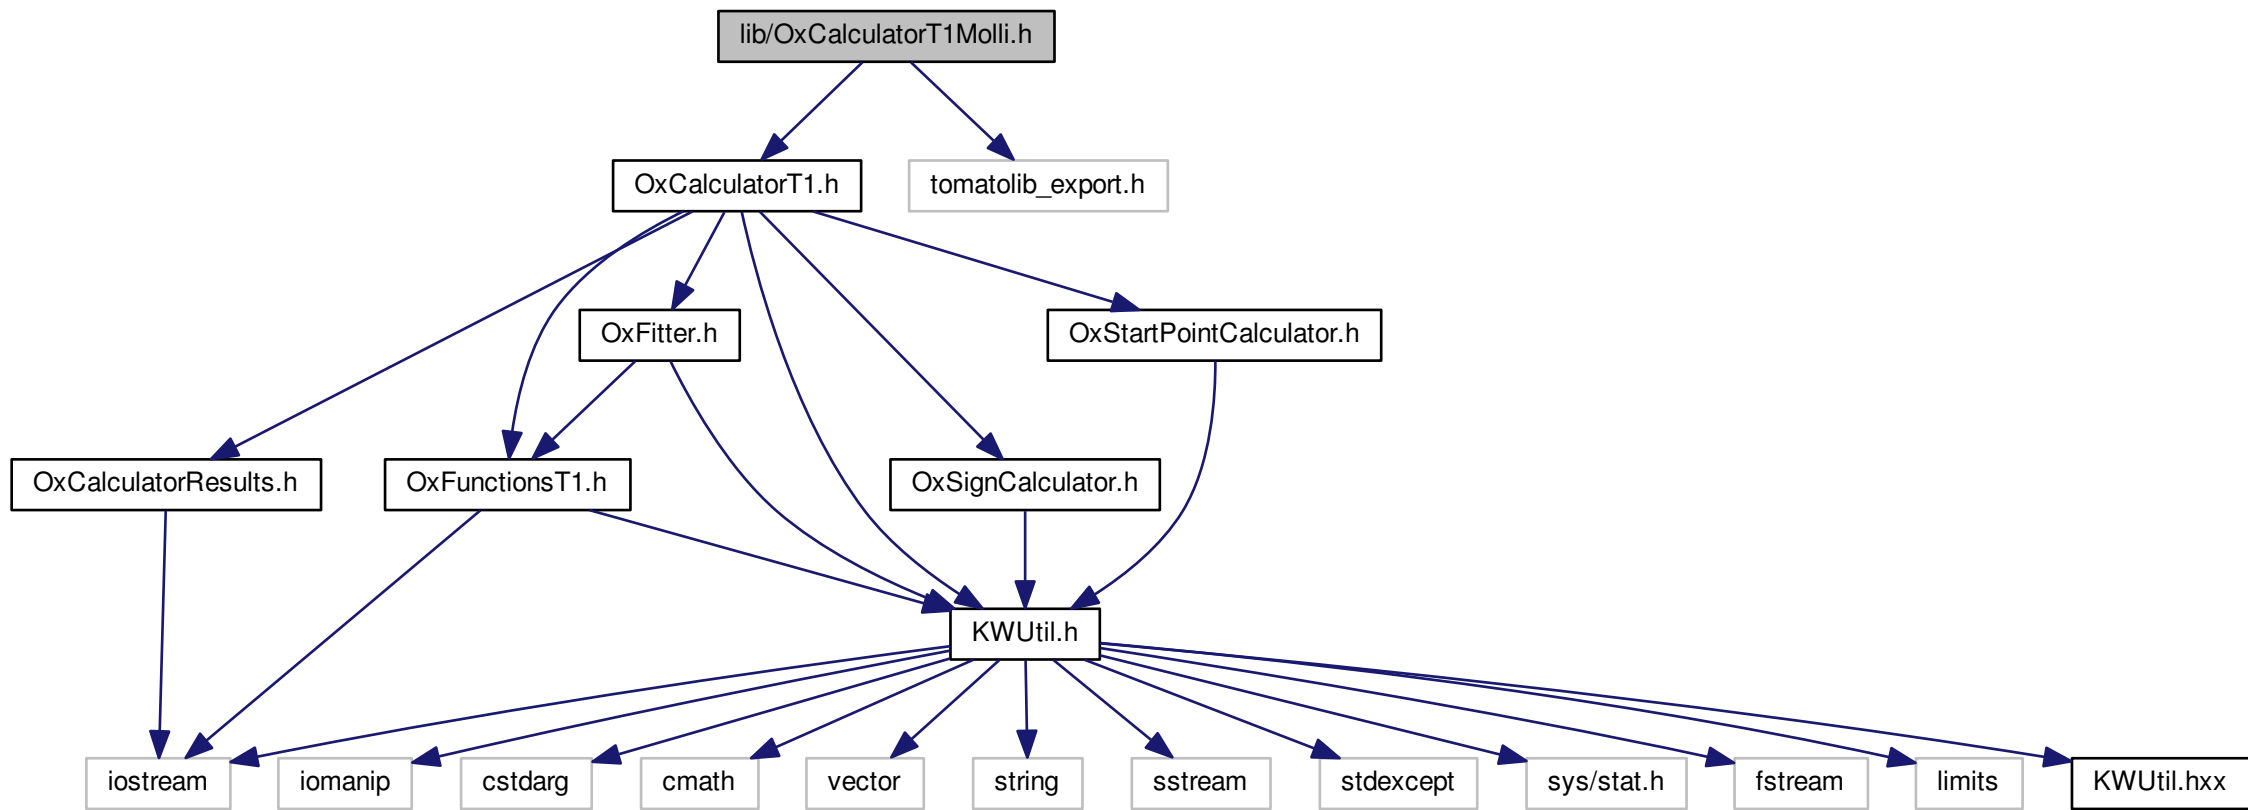 lib/OxCalculatorT1Molli.h
OxCalculatorT1.h
tomatolib_export.h
OxFitter.h
OxStartPointCalculator.h
OxCalculatorResults.h
OxFunctionsT1.h
OxSignCalculator.h
KWUtil.h
iostream
iomanip
cstdarg
cmath
vector
string
sstream
stdexcept
sys/stat.h
fstream
limits
KWUtil.hxx